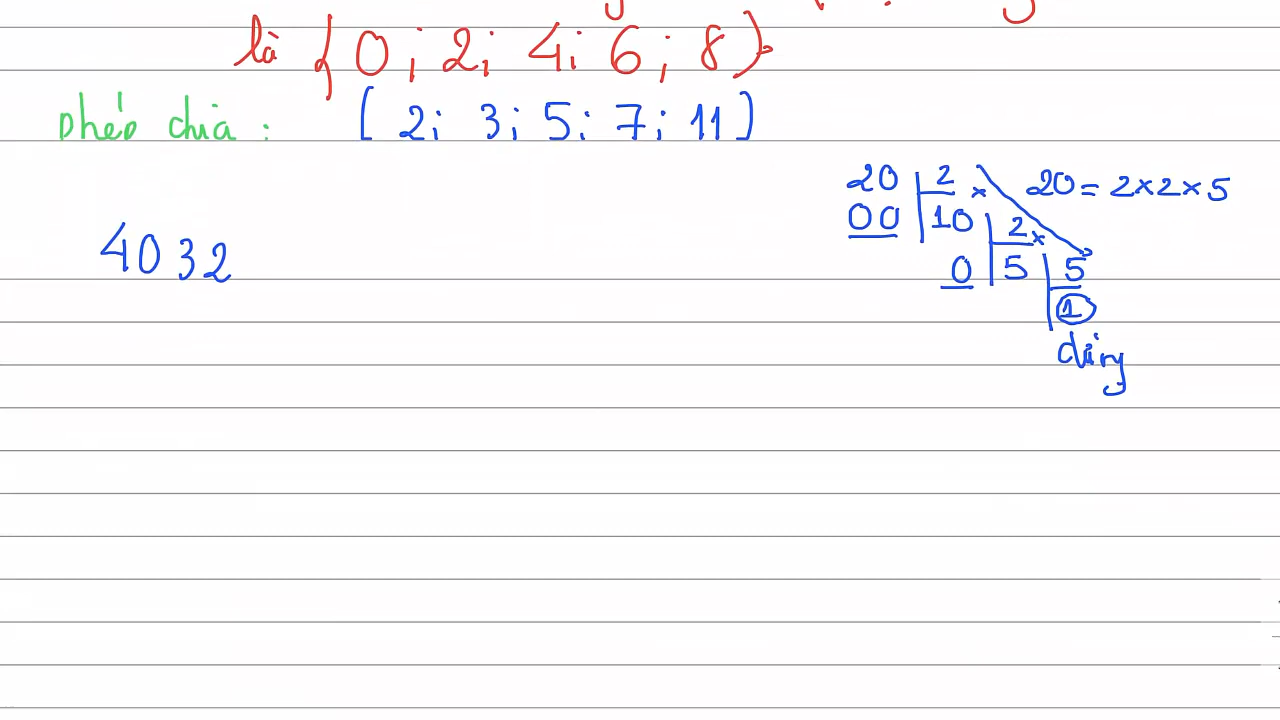 là { 0 ; 2 ; 4 ; 6 ; 8 }.
phép chia : [ 2 ; 3 ; 5 ; 7 ; 11 ]
20 2 × 20 = 2 × 2 × 5
00 10 2 ×
4032
0 5 5
1
dừng